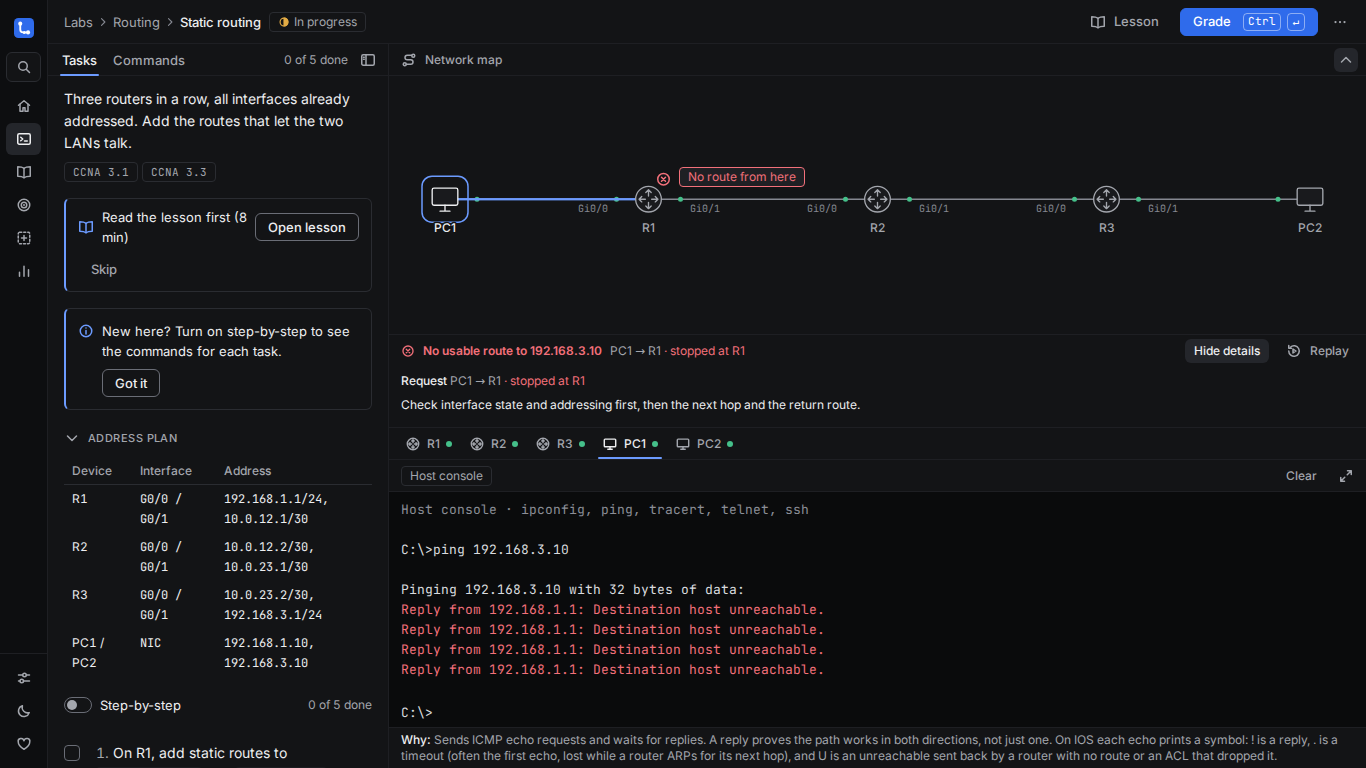 Labs > Routing > Static routing In progress
Lesson
Grade Ctrl ↵
Tasks Commands 0 of 5 done
Three routers in a row, all interfaces already
addressed. Add the routes that let the two
LANs talk.
CCNA 3.1 CCNA 3.3
Read the lesson first (8
min)
Open lesson
Skip
New here? Turn on step-by-step to see
the commands for each task.
Got it
ADDRESS PLAN
Device Interface Address
R1 G0/0 / 192.168.1.1/24,
G0/1 10.0.12.1/30
R2 G0/0 / 10.0.12.2/30,
G0/1 10.0.23.1/30
R3 G0/0 / 10.0.23.2/30,
G0/1 192.168.3.1/24
PC1 / NIC 192.168.1.10,
PC2 192.168.3.10
Step-by-step 0 of 5 done
1. On R1, add static routes to
Network map
No route from here
Gi0/0 Gi0/1 Gi0/0 Gi0/1 Gi0/0 Gi0/1
PC1 R1 R2 R3 PC2
No usable route to 192.168.3.10 PC1 → R1 · stopped at R1
Hide details Replay
Request PC1 → R1 · stopped at R1
Check interface state and addressing first, then the next hop and the return route.
R1 R2 R3 PC1 PC2
Host console Clear
Host console · ipconfig, ping, tracert, telnet, ssh
C:\>ping 192.168.3.10
Pinging 192.168.3.10 with 32 bytes of data:
Reply from 192.168.1.1: Destination host unreachable.
Reply from 192.168.1.1: Destination host unreachable.
Reply from 192.168.1.1: Destination host unreachable.
Reply from 192.168.1.1: Destination host unreachable.
C:\>
Why: Sends ICMP echo requests and waits for replies. A reply proves the path works in both directions, not just one. On IOS each echo prints a symbol: ! is a reply, . is a
timeout (often the first echo, lost while a router ARPs for its next hop), and U is an unreachable sent back by a router with no route or an ACL that dropped it.